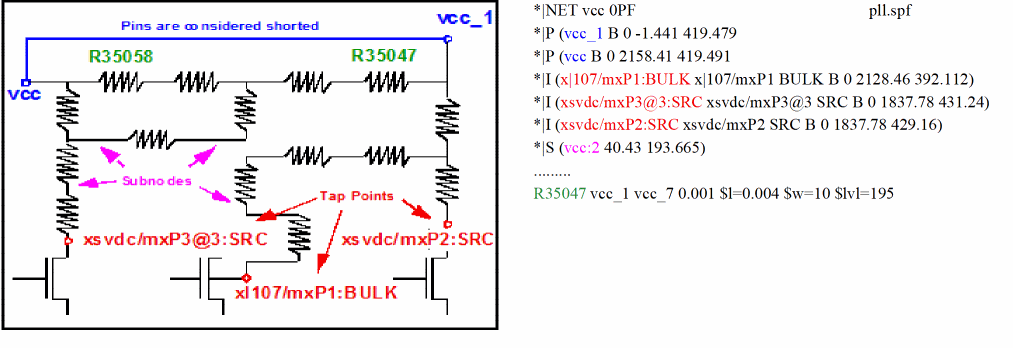 Pins are considered shorted
vcc_1
R35058
R35047
vcc
Subnodes
Tap Points
xsvdc/mxP3@3:SRC
xsvdc/mxP2:SRC
xl107/mxP1:BULK
*|NET vcc 0PF pll.spf
*|P (vcc_1 B 0 -1.441 419.479
*|P (vcc B 0 2158.41 419.491
*|I (x|107/mxP1:BULK x|107/mxP1 BULK B 0 2128.46 392.112)
*|I (xsvdc/mxP3@3:SRC xsvdc/mxP3@3 SRC B 0 1837.78 431.24)
*|I (xsvdc/mxP2:SRC xsvdc/mxP2 SRC B 0 1837.78 429.16)
*|S (vcc:2 40.43 193.665)
.........
R35047 vcc_1 vcc_7 0.001 $l=0.004 $w=10 $lvl=195